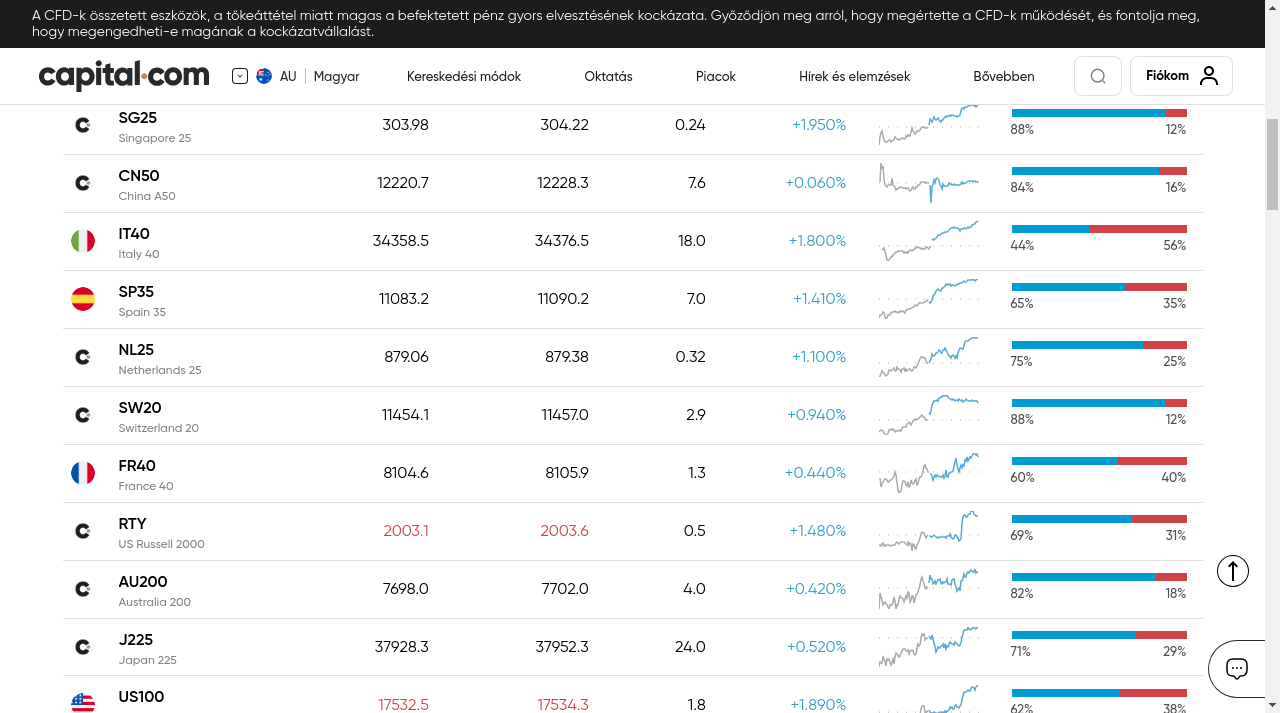 A CFD-k összetett eszközök, a tőkeáttétel miatt magas a befektetett pénz gyors elvesztésének kockázata. Győződjön meg arról, hogy megértette a CFD-k működését, és fontolja meg,
hogy megengedheti-e magának a kockázatvállalást.
capital.com AU Magyar Kereskedési módok Oktatás Piacok Hírek és elemzések Bővebben Fiókom
SG25 303.98 304.22 0.24 +1.950%
Singapore 25 88% 12%
CN50 12220.7 12228.3 7.6 +0.060%
China A50 84% 16%
IT40 34358.5 34376.5 18.0 +1.800%
Italy 40 44% 56%
SP35 11083.2 11090.2 7.0 +1.410%
Spain 35 65% 35%
NL25 879.06 879.38 0.32 +1.100%
Netherlands 25 75% 25%
SW20 11454.1 11457.0 2.9 +0.940%
Switzerland 20 88% 12%
FR40 8104.6 8105.9 1.3 +0.440%
France 40 60% 40%
RTY 2003.1 2003.6 0.5 +1.480%
US Russell 2000 69% 31%
AU200 7698.0 7702.0 4.0 +0.420%
Australia 200 82% 18%
J225 37928.3 37952.3 24.0 +0.520%
Japan 225 71% 29%
US100 17532.5 17534.3 1.8 +1.890%
62% 38%